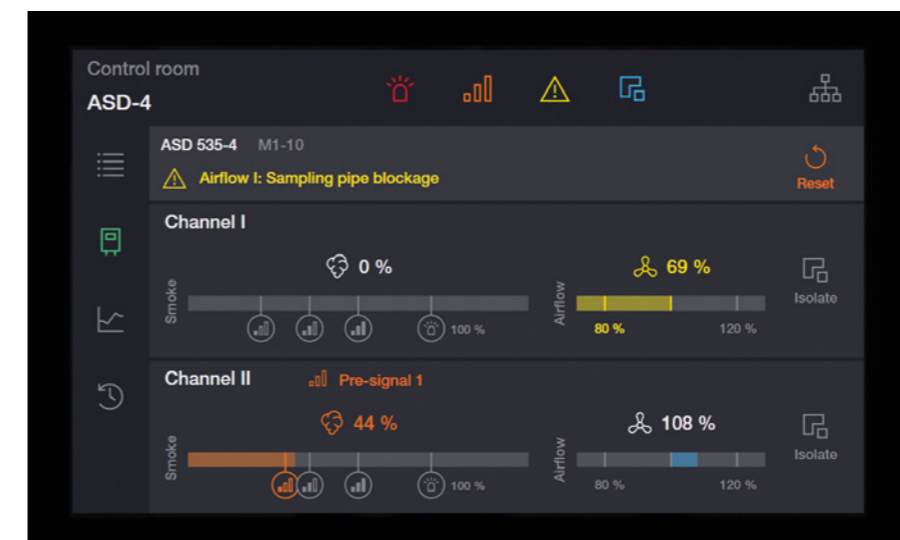 Control room
ASD-4
ASD 535-4 M1-10
Airflow I: Sampling pipe blockage
Reset
Channel I
0 %
69 %
Smoke
100 %
Airflow
80 %
120 %
Isolate
Channel II
Pre-signal 1
44 %
108 %
Smoke
100 %
Airflow
80 %
120 %
Isolate